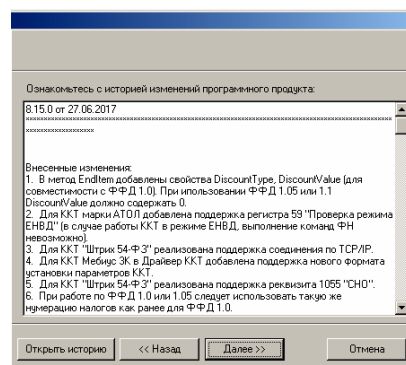 Ознакомьтесь с историей изменений программного продукта:
8.15.0 от 27.06.2017
Внесенные изменения:
1. В метод EndItem добавлены свойства DiscountType, DiscountValue (для
совместимости с ФФД 1.0). При использовании ФФД 1.05 или 1.1
DiscountValue должно содержать 0.
2. Для ККТ марки АТОЛ добавлена поддержка регистра 59 "Проверка режима
ЕНВД" (в случае работы ККТ в режиме ЕНВД, выполнение команд ФН
невозможно).
3. Для ККТ "Штрих 54-ФЗ" реализована поддержка соединения по TCP/IP.
4. Для ККТ Мебиус ЗК в Драйвер ККТ добавлена поддержка нового формата
установки параметров ККТ.
5. Для ККТ "Штрих 54-ФЗ" реализована поддержка реквизита 1055 "СНО".
6. При работе по ФФД 1.0 или 1.05 следует использовать такую же
нумерацию налогов как ранее для ФФД 1.0.
Открыть историю << Назад Далее >> Отмена